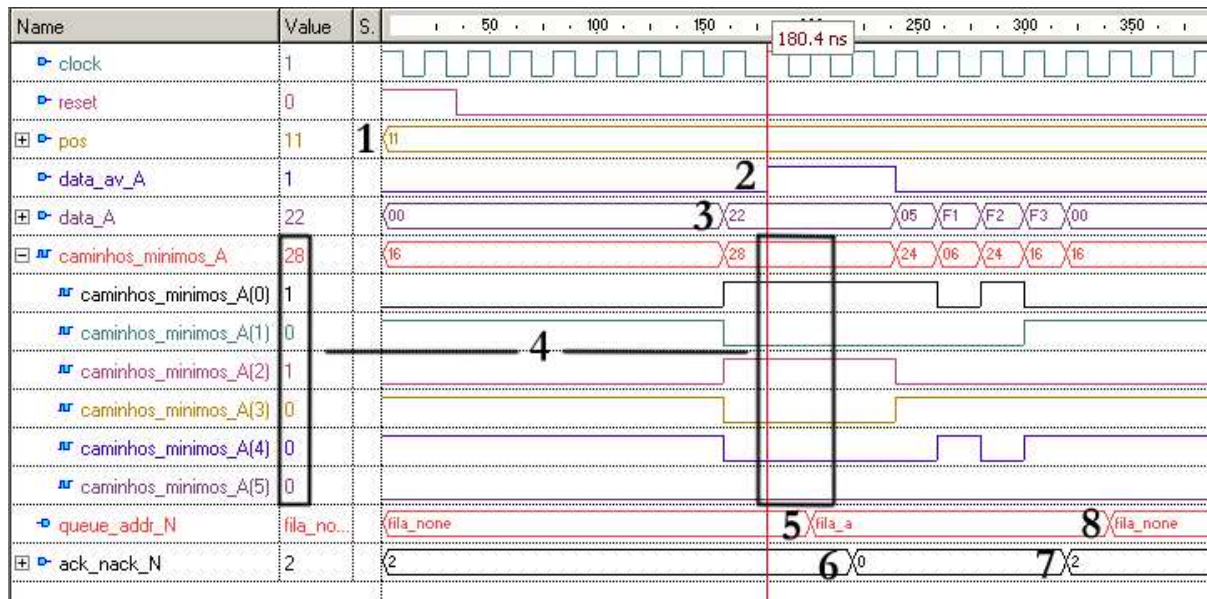 Name Value S. 50 100 150 250 300 350
180.4 ns
clock 1
reset 0
pos 11 1 11
data_av_A 1 2
data_A 22 00 3 22 05 F1 F2 F3 00
caminhos_minimos_A 28 16 28 24 06 24 16 16
caminhos_minimos_A(0) 1
caminhos_minimos_A(1) 0
4
caminhos_minimos_A(2) 1
caminhos_minimos_A(3) 0
caminhos_minimos_A(4) 0
caminhos_minimos_A(5) 0
queue_addr_N fila_no... fila_none 5 fila_a 8 fila_none
ack_nack_N 2 2 6 0 7 2